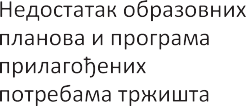 Недостатак образовних
планова и програма
прилагођених
потребама тржишта